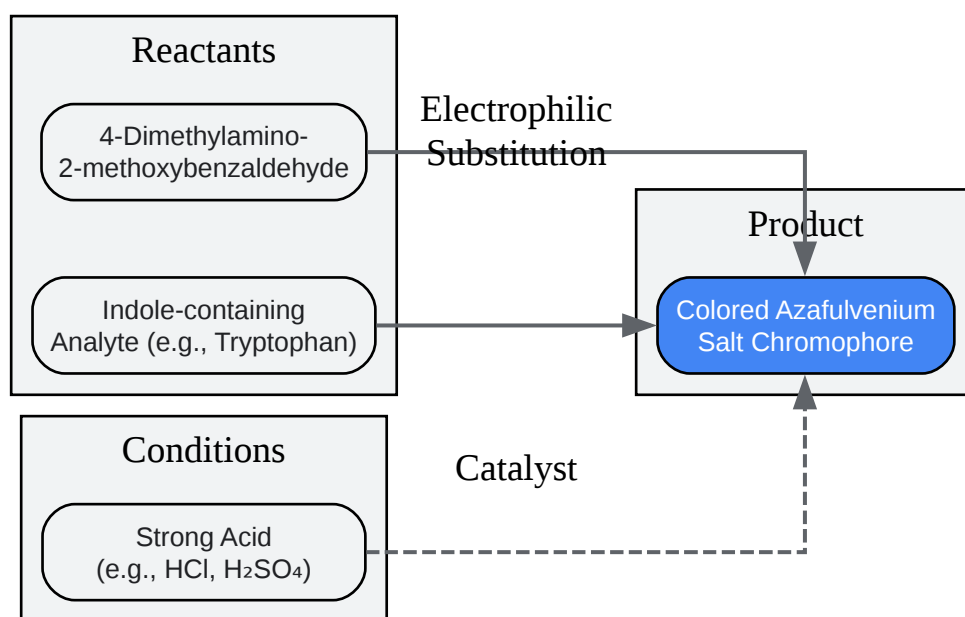 Reactants
4-Dimethylamino-
2-methoxybenzaldehyde
Indole-containing
Analyte (e.g., Tryptophan)
Electrophilic
Substitution
Product
Colored Azafulvenium
Salt Chromophore
Conditions
Strong Acid
(e.g., HCl, H₂SO₄)
Catalyst